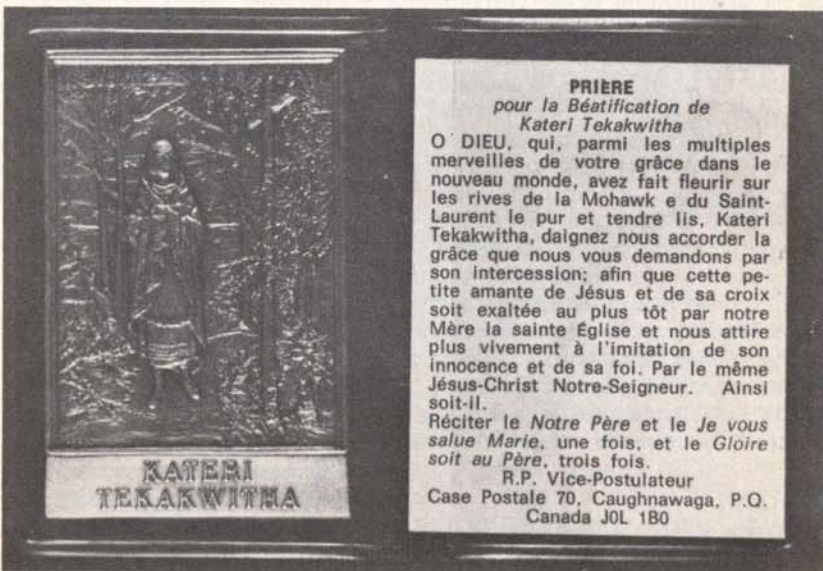 KATERI
TEKAKWITHA
PRIÈRE
pour la Béatification de
Kateri Tekakwitha
O DIEU, qui, parmi les multiples
merveilles de votre grâce dans le
nouveau monde, avez fait fleurir sur
les rives de la Mohawk e du Saint-
Laurent le pur et tendre lis, Kateri
Tekakwitha, daignez nous accorder la
grâce que nous vous demandons par
son intercession; afin que cette pe-
tite amante de Jésus et de sa croix
soit exaltée au plus tôt par notre
Mère la sainte Église et nous attire
plus vivement à l'imitation de son
innocence et de sa foi. Par le même
Jésus-Christ Notre-Seigneur. Ainsi
soit-il.
Réciter le Notre Père et le Je vous
salue Marie, une fois, et le Gloire
soit au Père, trois fois.
R.P. Vice-Postulateur
Case Postale 70, Caughnawaga, P.Q.
Canada J0L 1B0